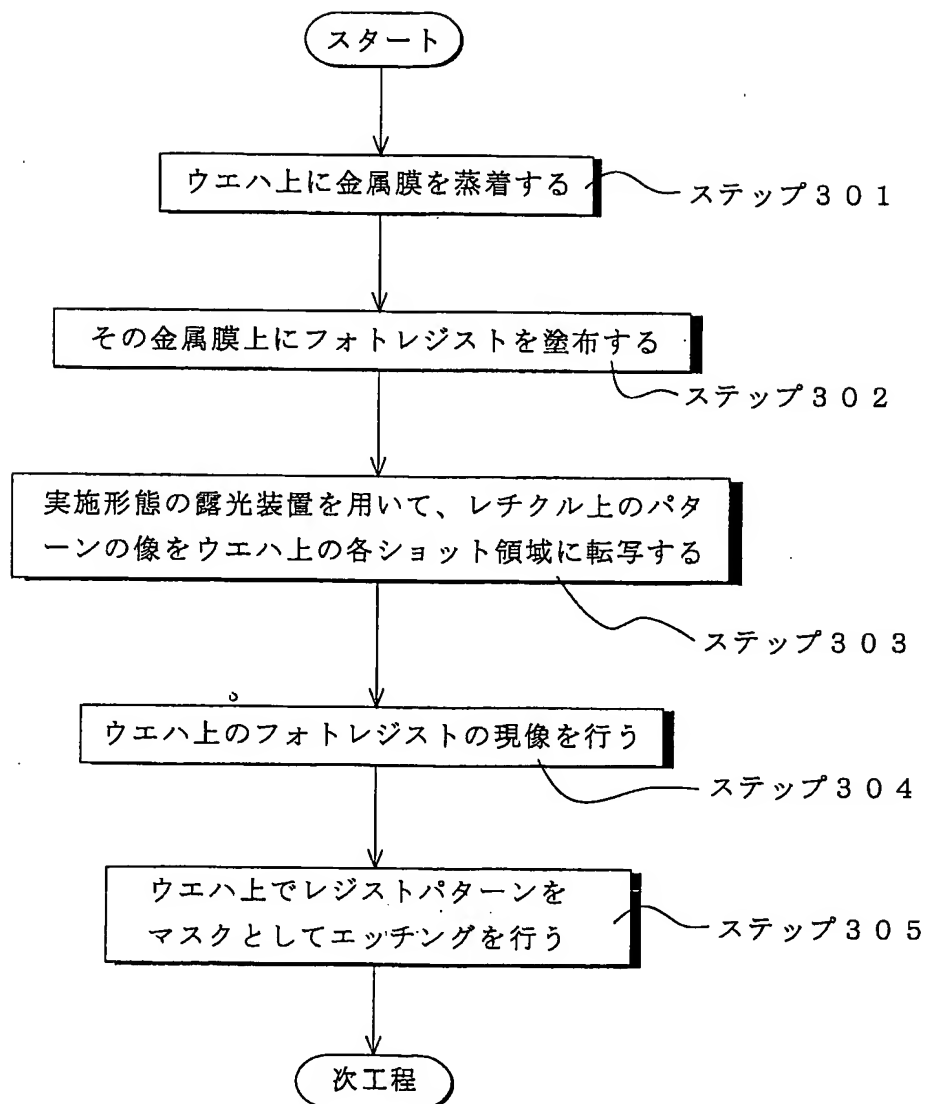 スタート
ウエハ上に金属膜を蒸着する
ステップ３０１
その金属膜上にフォトレジストを塗布する
ステップ３０２
実施形態の露光装置を用いて、レチクル上のパタ
ーンの像をウエハ上の各ショット領域に転写する
ステップ３０３
ウエハ上のフォトレジストの現像を行う
ステップ３０４
ウエハ上でレジストパターンを
マスクとしてエッチングを行う
ステップ３０５
次工程